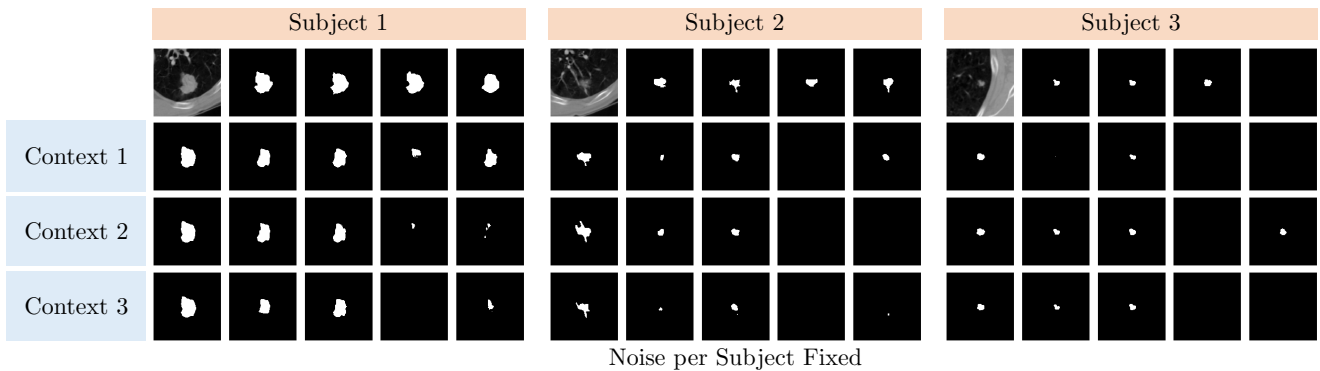 Subject 1
Subject 2
Subject 3
Context 1
Context 2
Context 3
Noise per Subject Fixed